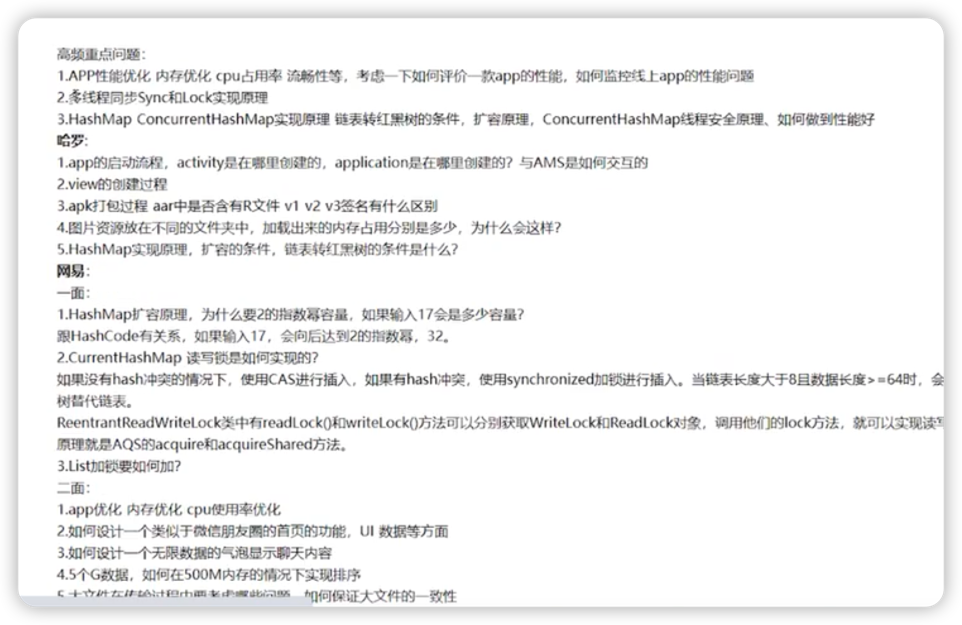 高频重点问题:
1.APP性能优化 内存优化 cpu占用率 流畅性等，考虑一下如何评价一款app的性能，如何监控线上app的性能问题
2.多线程同步Sync和Lock实现原理
3.HashMap ConcurrentHashMap实现原理 链表转红黑树的条件，扩容原理，ConcurrentHashMap线程安全原理、如何做到性能好
哈罗:
1.app的启动流程，activity是在哪里创建的，application是在哪里创建的？与AMS是如何交互的
2.view的创建过程
3.apk打包过程 aar中是否含有R文件 v1 v2 v3签名有什么区别
4.图片资源放在不同的文件夹中，加载出来的内存占用分别是多少，为什么会这样？
5.HashMap实现原理，扩容的条件，链表转红黑树的条件是什么？
网易:
一面:
1.HashMap扩容原理，为什么要2的指数幂容量，如果输入17会是多少容量？
跟HashCode有关系，如果输入17，会向后达到2的指数幂，32。
2.CurrentHashMap 读写锁是如何实现的？
如果没有hash冲突的情况下，使用CAS进行插入，如果有hash冲突，使用synchronized加锁进行插入。当链表长度大于8且数据长度>=64时，会
树替代链表。
ReentrantReadWriteLock类中有readLock()和writeLock()方法可以分别获取WriteLock和ReadLock对象，调用他们的lock方法，就可以实现读写
原理就是AQS的acquire和acquireShared方法。
3.List加锁要如何加？
二面:
1.app优化 内存优化 cpu使用率优化
2.如何设计一个类似于微信朋友圈的首页的功能，UI 数据等方面
3.如何设计一个无限数据的气泡显示聊天内容
4.5个G数据，如何在500M内存的情况下实现排序
5.大文件在传输过程中要考虑哪些问题，如何保证大文件的一致性